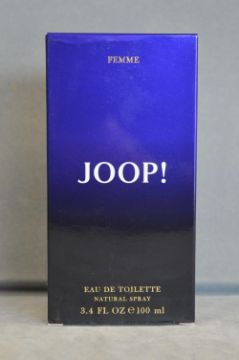 FEMME
JOOP!
EAU DE TOILETTE
NATURAL SPRAY
3.4 FL OZ ℮ 100 ml